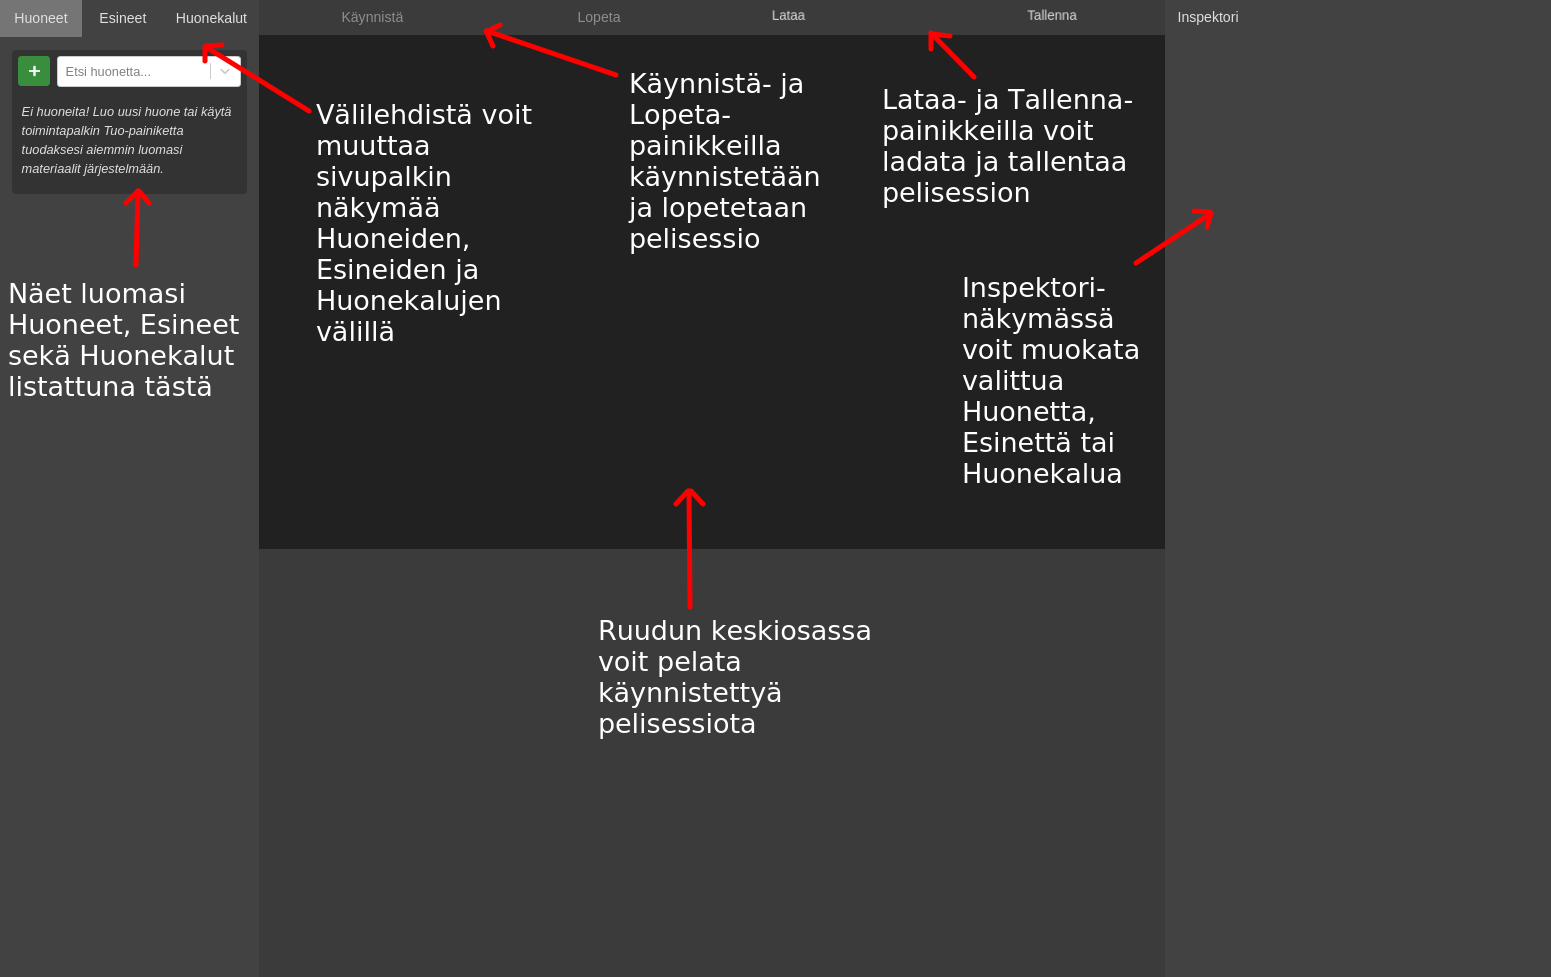 Huoneet Esineet Huonekalut Käynnistä Lopeta Lataa Tallenna Inspektori
Etsi huonetta...
Ei huoneita! Luo uusi huone tai käytä
toimintapalkin Tuo-painiketta
tuodaksesi aiemmin luomasi
materiaalit järjestelmään.
Näet luomasi
Huoneet, Esineet
sekä Huonekalut
listattuna tästä
Välilehdistä voit
muuttaa
sivupalkin
näkymää
Huoneiden,
Esineiden ja
Huonekalujen
välillä
Käynnistä- ja
Lopeta-
painikkeilla
käynnistetään
ja lopetetaan
pelisessio
Lataa- ja Tallenna-
painikkeilla voit
ladata ja tallentaa
pelisession
Inspektori-
näkymässä
voit muokata
valittua
Huonetta,
Esinettä tai
Huonekalua
Ruudun keskiosassa
voit pelata
käynnistettyä
pelisessiota